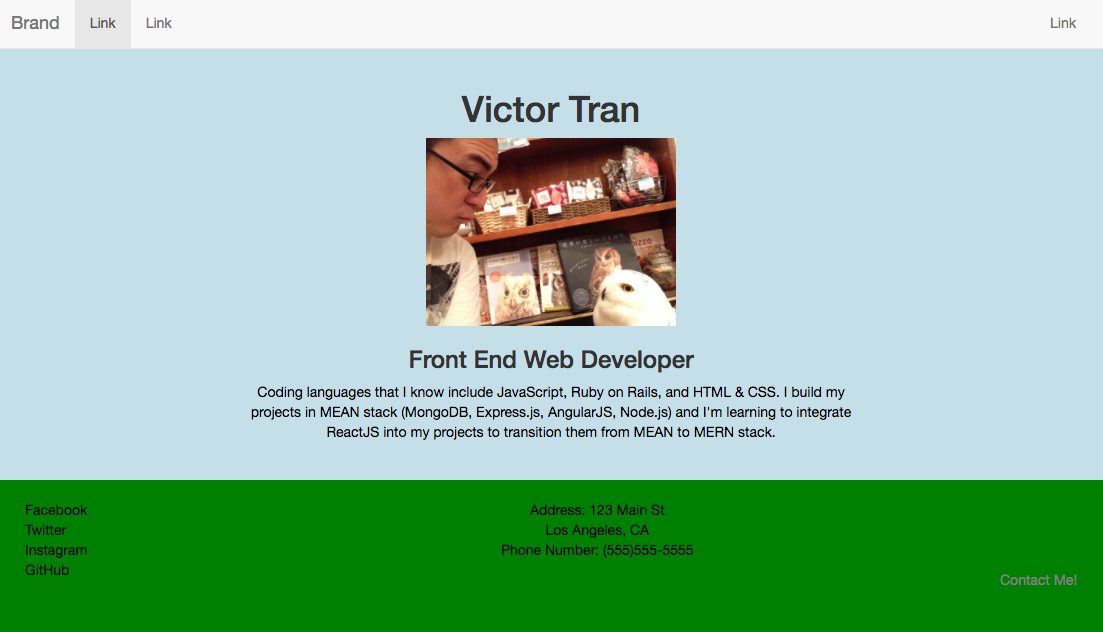 Brand Link Link Link
Victor Tran
Front End Web Developer
Coding languages that I know include JavaScript, Ruby on Rails, and HTML & CSS. I build my
projects in MEAN stack (MongoDB, Express.js, AngularJS, Node.js) and I'm learning to integrate
ReactJS into my projects to transition them from MEAN to MERN stack.
Facebook
Twitter
Instagram
GitHub
Address: 123 Main St
Los Angeles, CA
Phone Number: (555)555-5555
Contact Me!